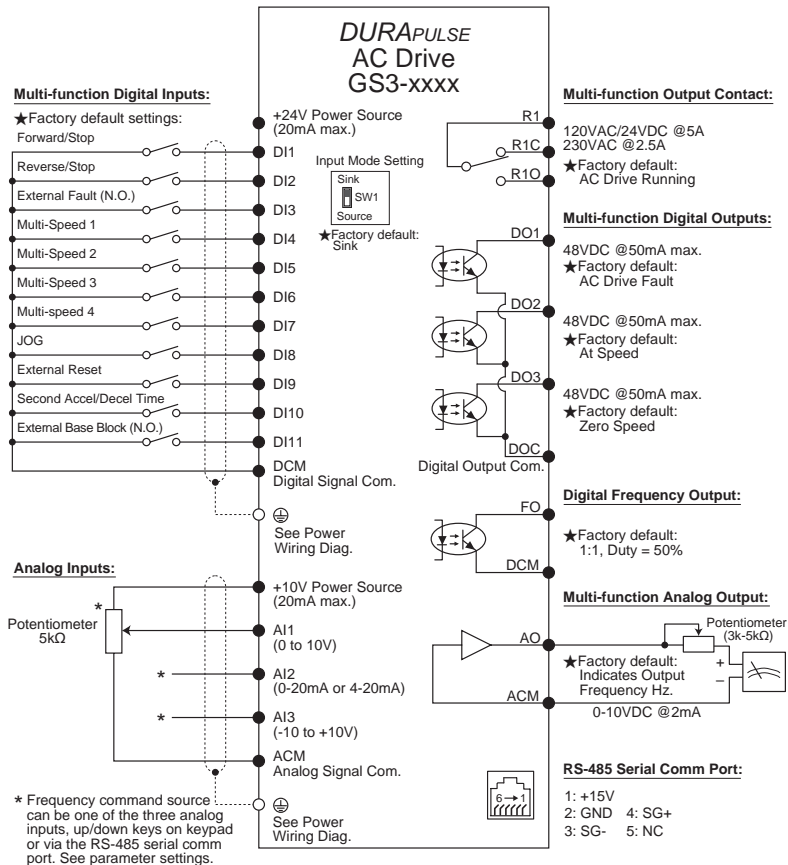 DURAPULSE
AC Drive
GS3-xxxx
Multi-function Digital Inputs:
★Factory default settings:
Forward/Stop
Reverse/Stop
External Fault (N.O.)
Multi-Speed 1
Multi-Speed 2
Multi-Speed 3
Multi-speed 4
JOG
External Reset
Second Accel/Decel Time
External Base Block (N.O.)
+24V Power Source
(20mA max.)
DI1
DI2
DI3
DI4
DI5
DI6
DI7
DI8
DI9
DI10
DI11
DCM
Digital Signal Com.
See Power
Wiring Diag.
Input Mode Setting
Sink
SW1
Source
★Factory default:
Sink
R1
R1C
R1O
Multi-function Output Contact:
120VAC/24VDC @5A
230VAC @2.5A
★Factory default:
AC Drive Running
Multi-function Digital Outputs:
DO1
48VDC @50mA max.
★Factory default:
AC Drive Fault
DO2
48VDC @50mA max.
★Factory default:
At Speed
DO3
48VDC @50mA max.
★Factory default:
Zero Speed
DOC
Digital Output Com.
Digital Frequency Output:
FO
★Factory default:
1:1, Duty = 50%
DCM
Analog Inputs:
*
Potentiometer
5kΩ
+10V Power Source
(20mA max.)
AI1
(0 to 10V)
*
AI2
(0-20mA or 4-20mA)
*
AI3
(-10 to +10V)
ACM
Analog Signal Com.
See Power
Wiring Diag.
* Frequency command source
can be one of the three analog
inputs, up/down keys on keypad
or via the RS-485 serial comm
port. See parameter settings.
Multi-function Analog Output:
AO
Potentiometer
(3k-5kΩ)
★Factory default:
Indicates Output
Frequency Hz.
+
–
ACM
0-10VDC @2mA
6→1
RS-485 Serial Comm Port:
1: +15V
2: GND 4: SG+
3: SG- 5: NC